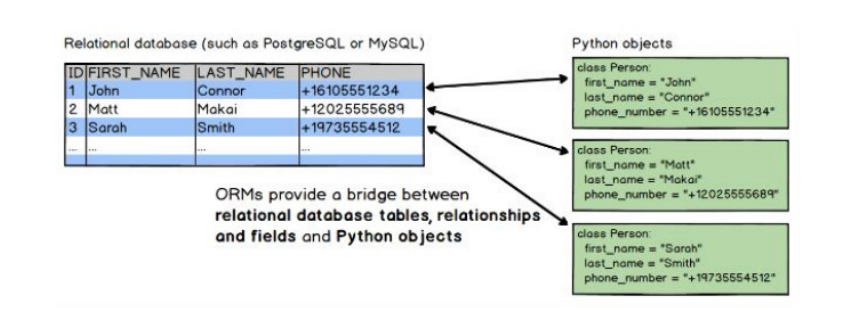 Relational database (such as PostgreSQL or MySQL)
ID FIRST_NAME LAST_NAME PHONE
1 John Connor +16105551234
2 Matt Makai +12025555689
3 Sarah Smith +19735554512
... ... ... ...
ORMs provide a bridge between
relational database tables, relationships
and fields and Python objects
Python objects
class Person:
first_name = "John"
last_name = "Connor"
phone_number = "+16105551234"
class Person:
first_name = "Matt"
last_name = "Makai"
phone_number = "+12025555689"
class Person:
first_name = "Sarah"
last_name = "Smith"
phone_number = "+19735554512"